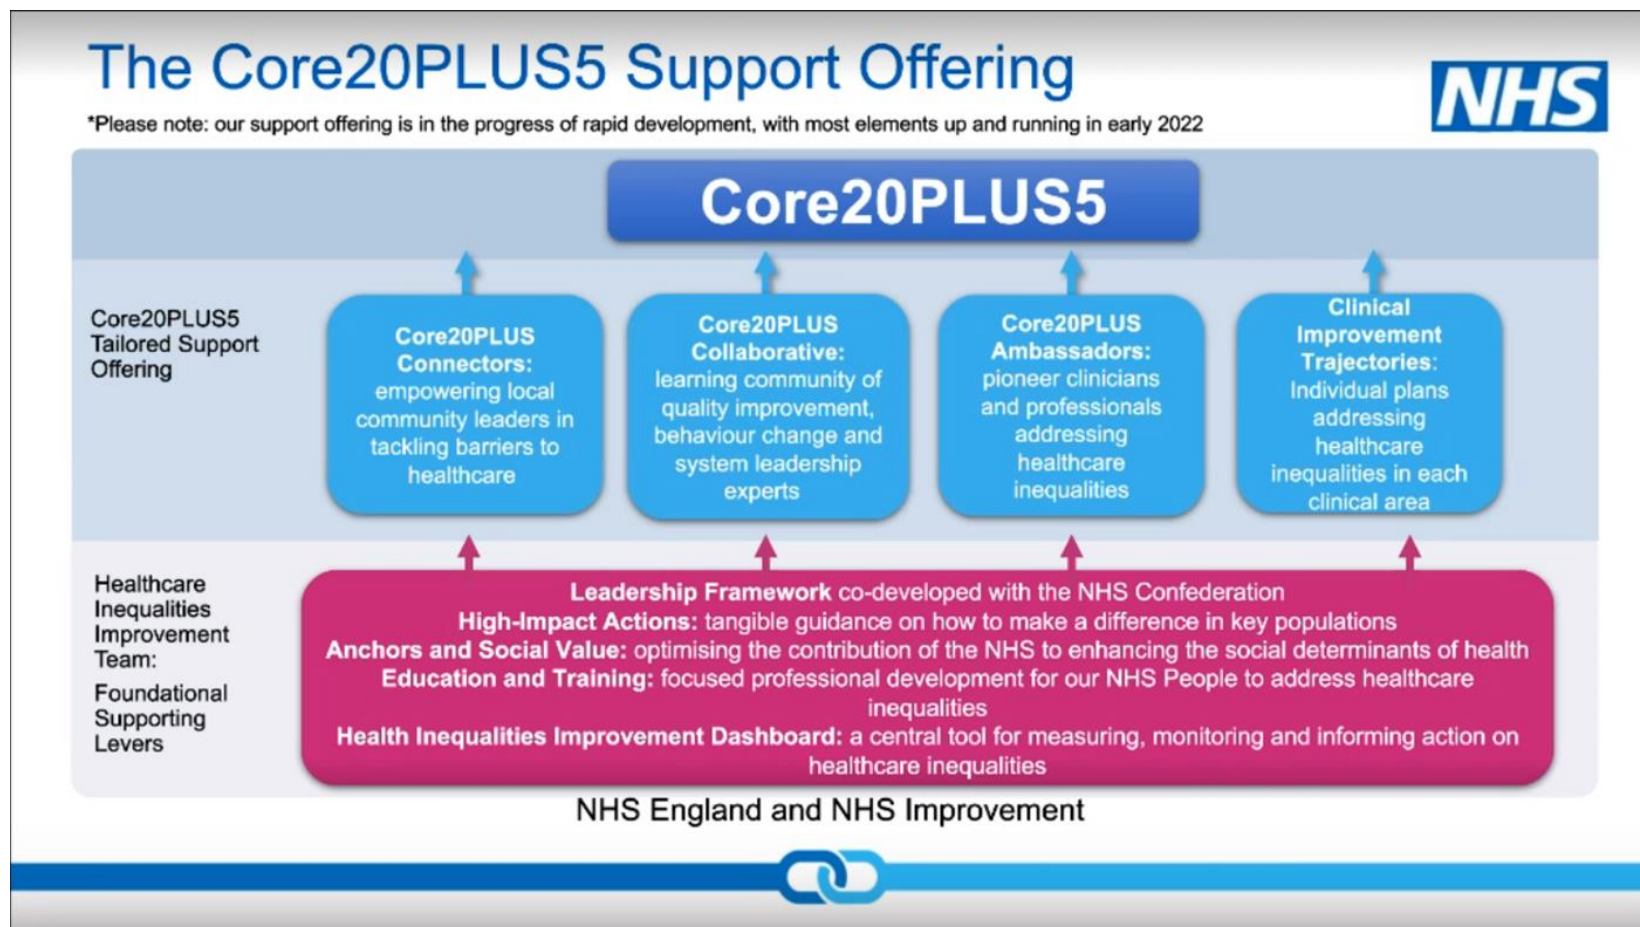 The Core20PLUS5 Support Offering
NHS
*Please note: our support offering is in the progress of rapid development, with most elements up and running in early 2022
Core20PLUS5
Core20PLUS5
Tailored Support
Offering
Core20PLUS
Connectors:
empowering local
community leaders in
tackling barriers to
healthcare
Core20PLUS
Collaborative:
learning community of
quality improvement,
behaviour change and
system leadership
experts
Core20PLUS
Ambassadors:
pioneer clinicians
and professionals
addressing
healthcare
inequalities
Clinical
Improvement
Trajectories:
Individual plans
addressing
healthcare
inequalities in each
clinical area
Healthcare
Inequalities
Improvement
Team:
Foundational
Supporting
Levers
Leadership Framework co-developed with the NHS Confederation
High-Impact Actions: tangible guidance on how to make a difference in key populations
Anchors and Social Value: optimising the contribution of the NHS to enhancing the social determinants of health
Education and Training: focused professional development for our NHS People to address healthcare
inequalities
Health Inequalities Improvement Dashboard: a central tool for measuring, monitoring and informing action on
healthcare inequalities
NHS England and NHS Improvement